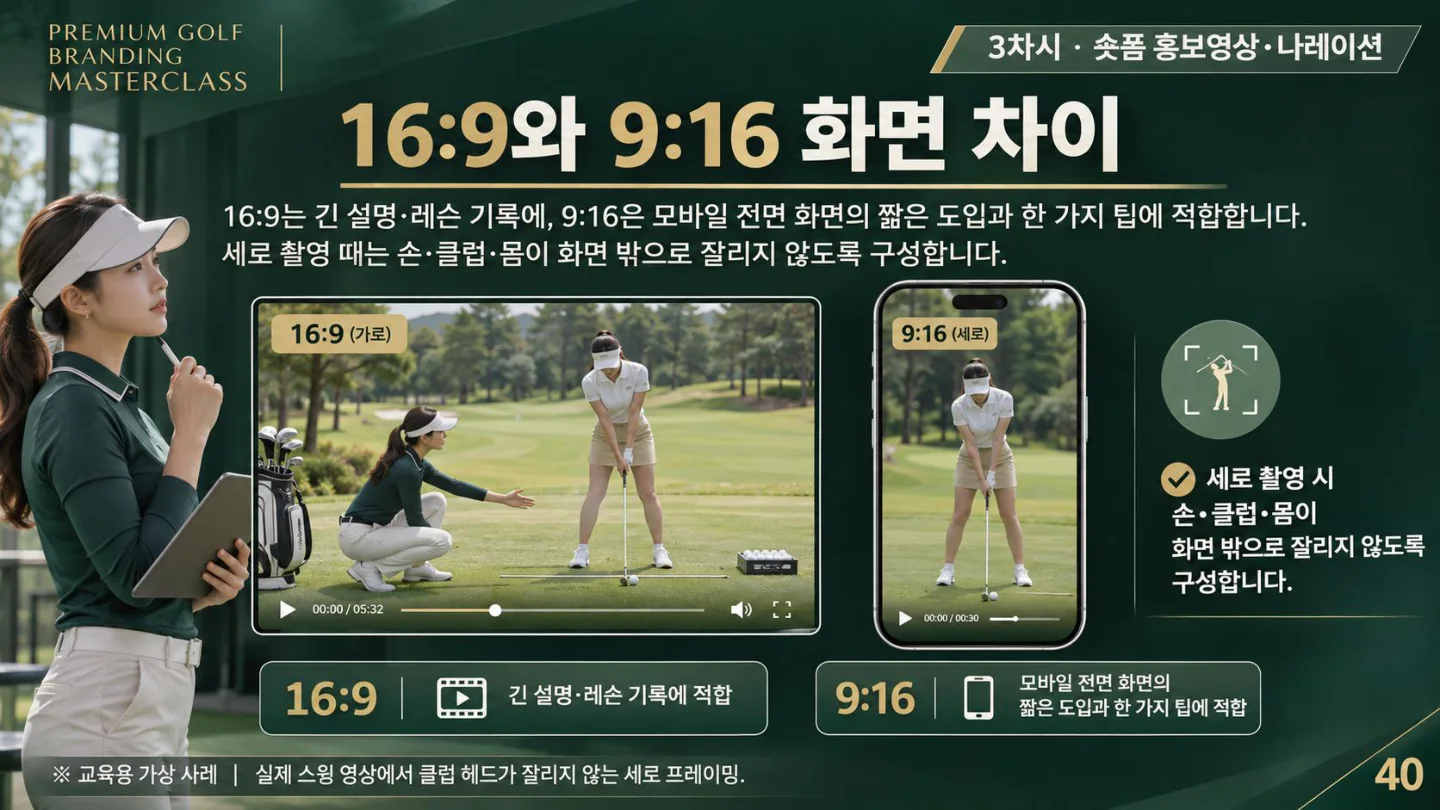 PREMIUM GOLF
BRANDING
MASTERCLASS
3차시 · 숏폼 홍보영상·나레이션
16:9와 9:16 화면 차이
16:9는 긴 설명·레슨 기록에, 9:16은 모바일 전면 화면의 짧은 도입과 한 가지 팁에 적합합니다.
세로 촬영 때는 손·클럽·몸이 화면 밖으로 잘리지 않도록 구성합니다.
16:9 (가로)
00:00 / 05:32
9:16 (세로)
00:00 / 00:30
세로 촬영 시
손·클럽·몸이
화면 밖으로 잘리지 않도록
구성합니다.
16:9
긴 설명·레슨 기록에 적합
9:16
모바일 전면 화면의
짧은 도입과 한 가지 팁에 적합
※ 교육용 가상 사례 | 실제 스윙 영상에서 클럽 헤드가 잘리지 않는 세로 프레이밍.
40